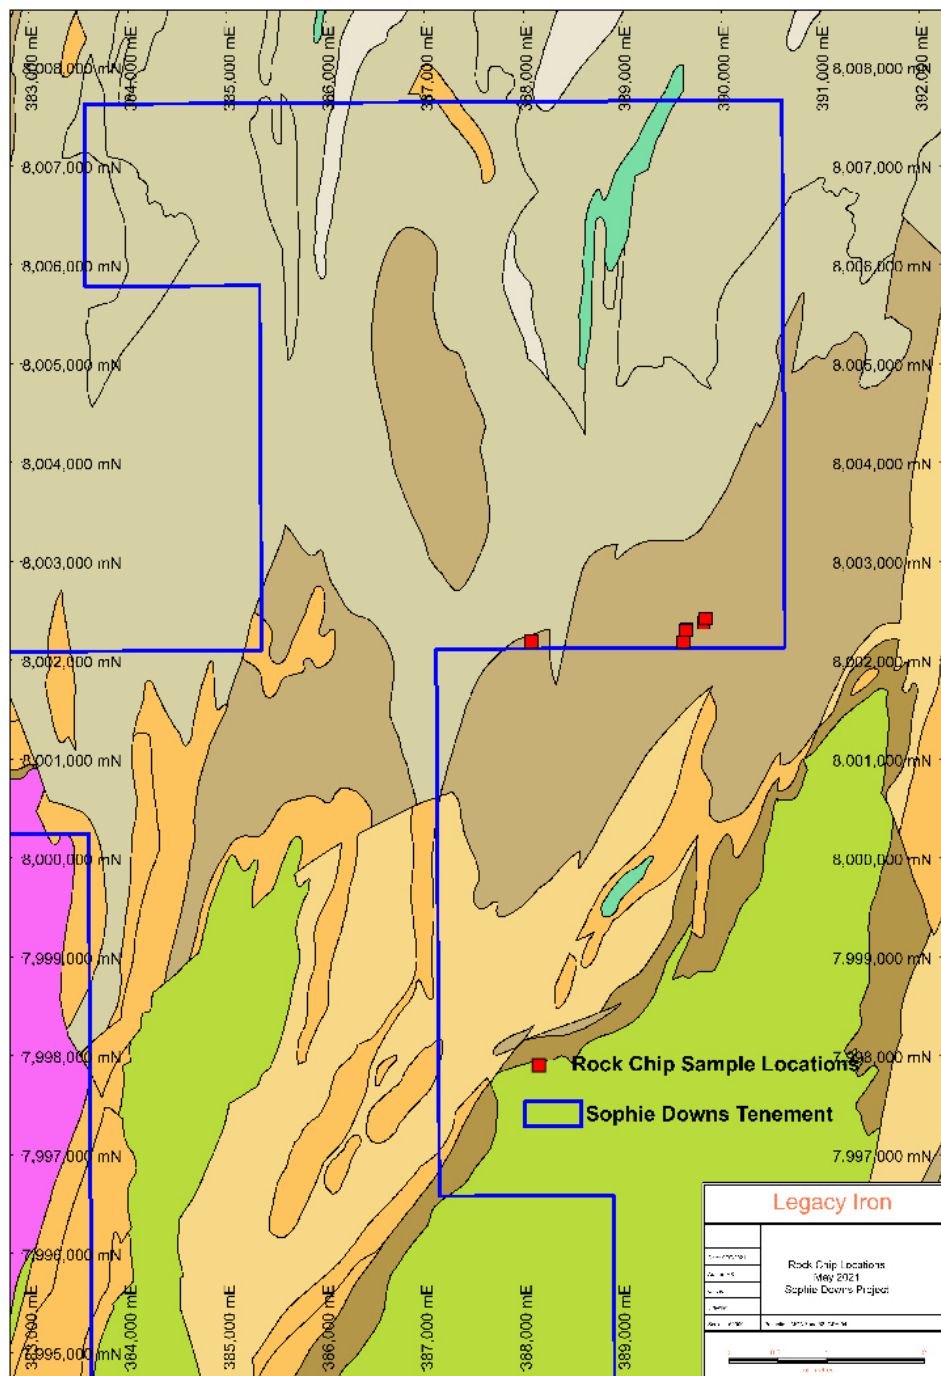 383,000 mE
384,000 mE
385,000 mE
386,000 mE
387,000 mE
388,000 mE
389,000 mE
390,000 mE
391,000 mE
392,000 mE
8,008,000 mN
8,008,000 mN
8,007,000 mN
8,007,000 mN
8,006,000 mN
8,006,000 mN
8,005,000 mN
8,005,000 mN
8,004,000 mN
8,004,000 mN
8,003,000 mN
8,003,000 mN
8,002,000 mN
8,002,000 mN
8,001,000 mN
8,001,000 mN
8,000,000 mN
8,000,000 mN
7,999,000 mN
7,999,000 mN
7,998,000 mN
7,998,000 mN
Rock Chip Sample Locations
Sophie Downs Tenement
7,997,000 mN
7,997,000 mN
7,996,000 mN
7,995,000 mN
383,000 mE
384,000 mE
385,000 mE
386,000 mE
387,000 mE
388,000 mE
389,000 mE
Legacy Iron
Rock Chip Locations
May 2021
Sophie Downs Project